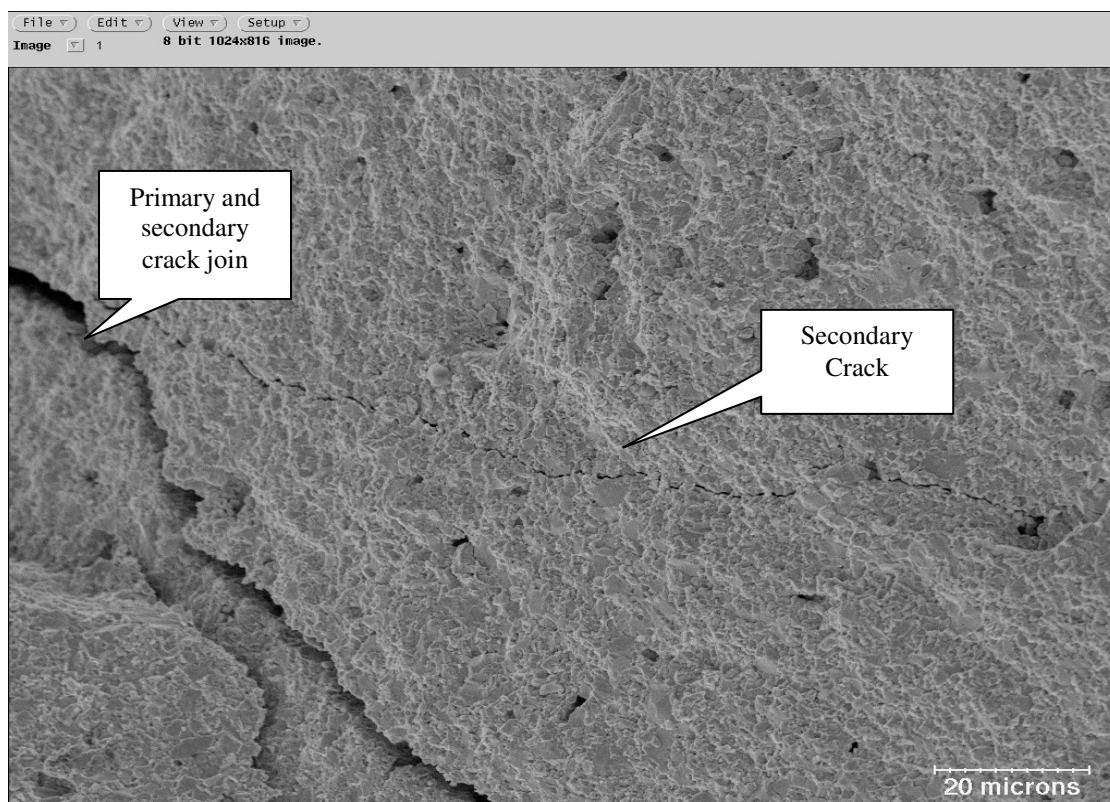 File Edit View Setup
Image 1 8 bit 1024x816 image.
Primary and
secondary
crack join
Secondary
Crack
20 microns